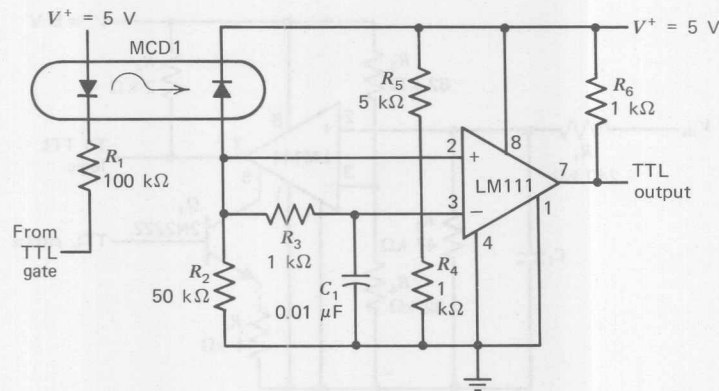 V⁺ = 5 V
MCD1
V⁺ = 5 V
R₅
5 kΩ
R₆
1 kΩ
R₁
100 kΩ
2
+
8
LM111
7
TTL
output
3
−
4
1
From
TTL
gate
R₃
1 kΩ
R₂
50 kΩ
C₁
0.01 μF
R₄
1
kΩ